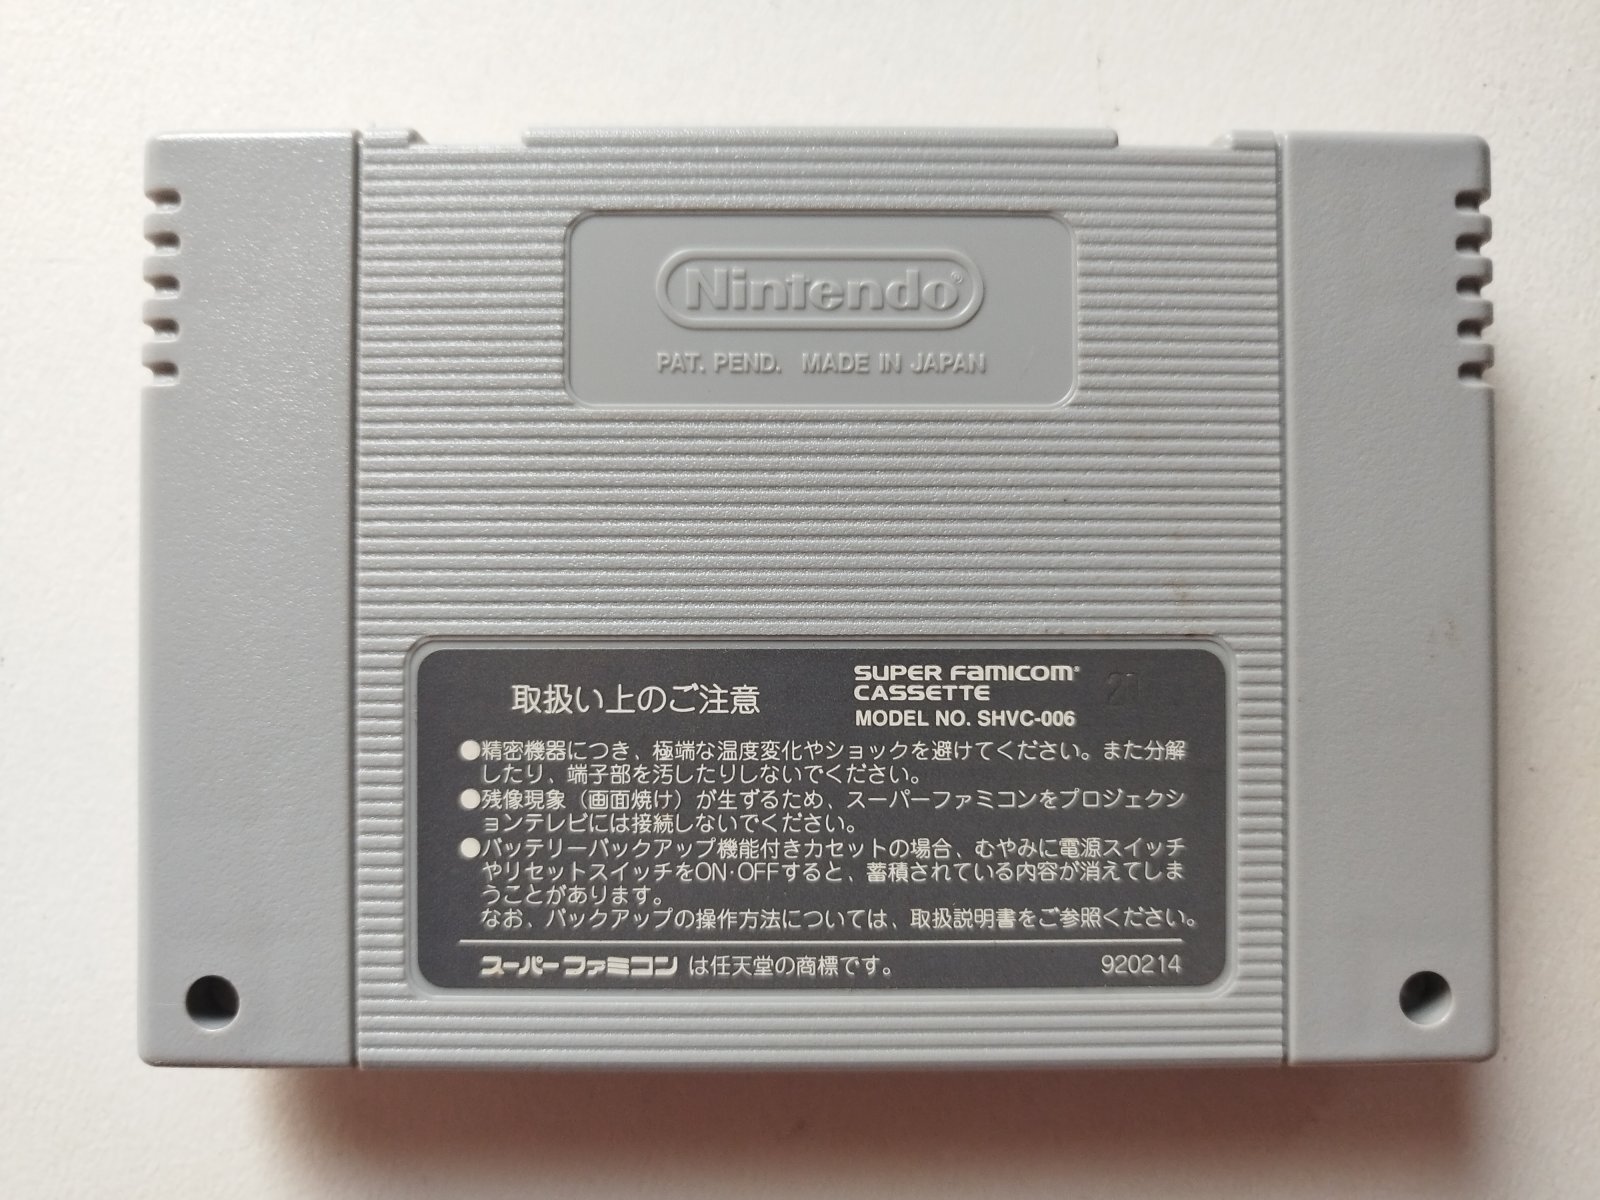 Nintendo®
PAT. PEND. MADE IN JAPAN
取扱い上のご注意
SUPER FAMICOM®
CASSETTE
MODEL NO. SHVC-006
21
●精密機器につき、極端な温度変化やショックを避けてください。また分解
したり、端子部を汚したりしないでください。
●残像現象（画面焼け）が生ずるため、スーパーファミコンをプロジェクシ
ョンテレビには接続しないでください。
●バッテリーバックアップ機能付きカセットの場合、むやみに電源スイッチ
やリセットスイッチをON・OFFすると、蓄積されている内容が消えてしま
うことがあります。
なお、バックアップの操作方法については、取扱説明書をご参照ください。
スーパーファミコン は任天堂の商標です。
920214